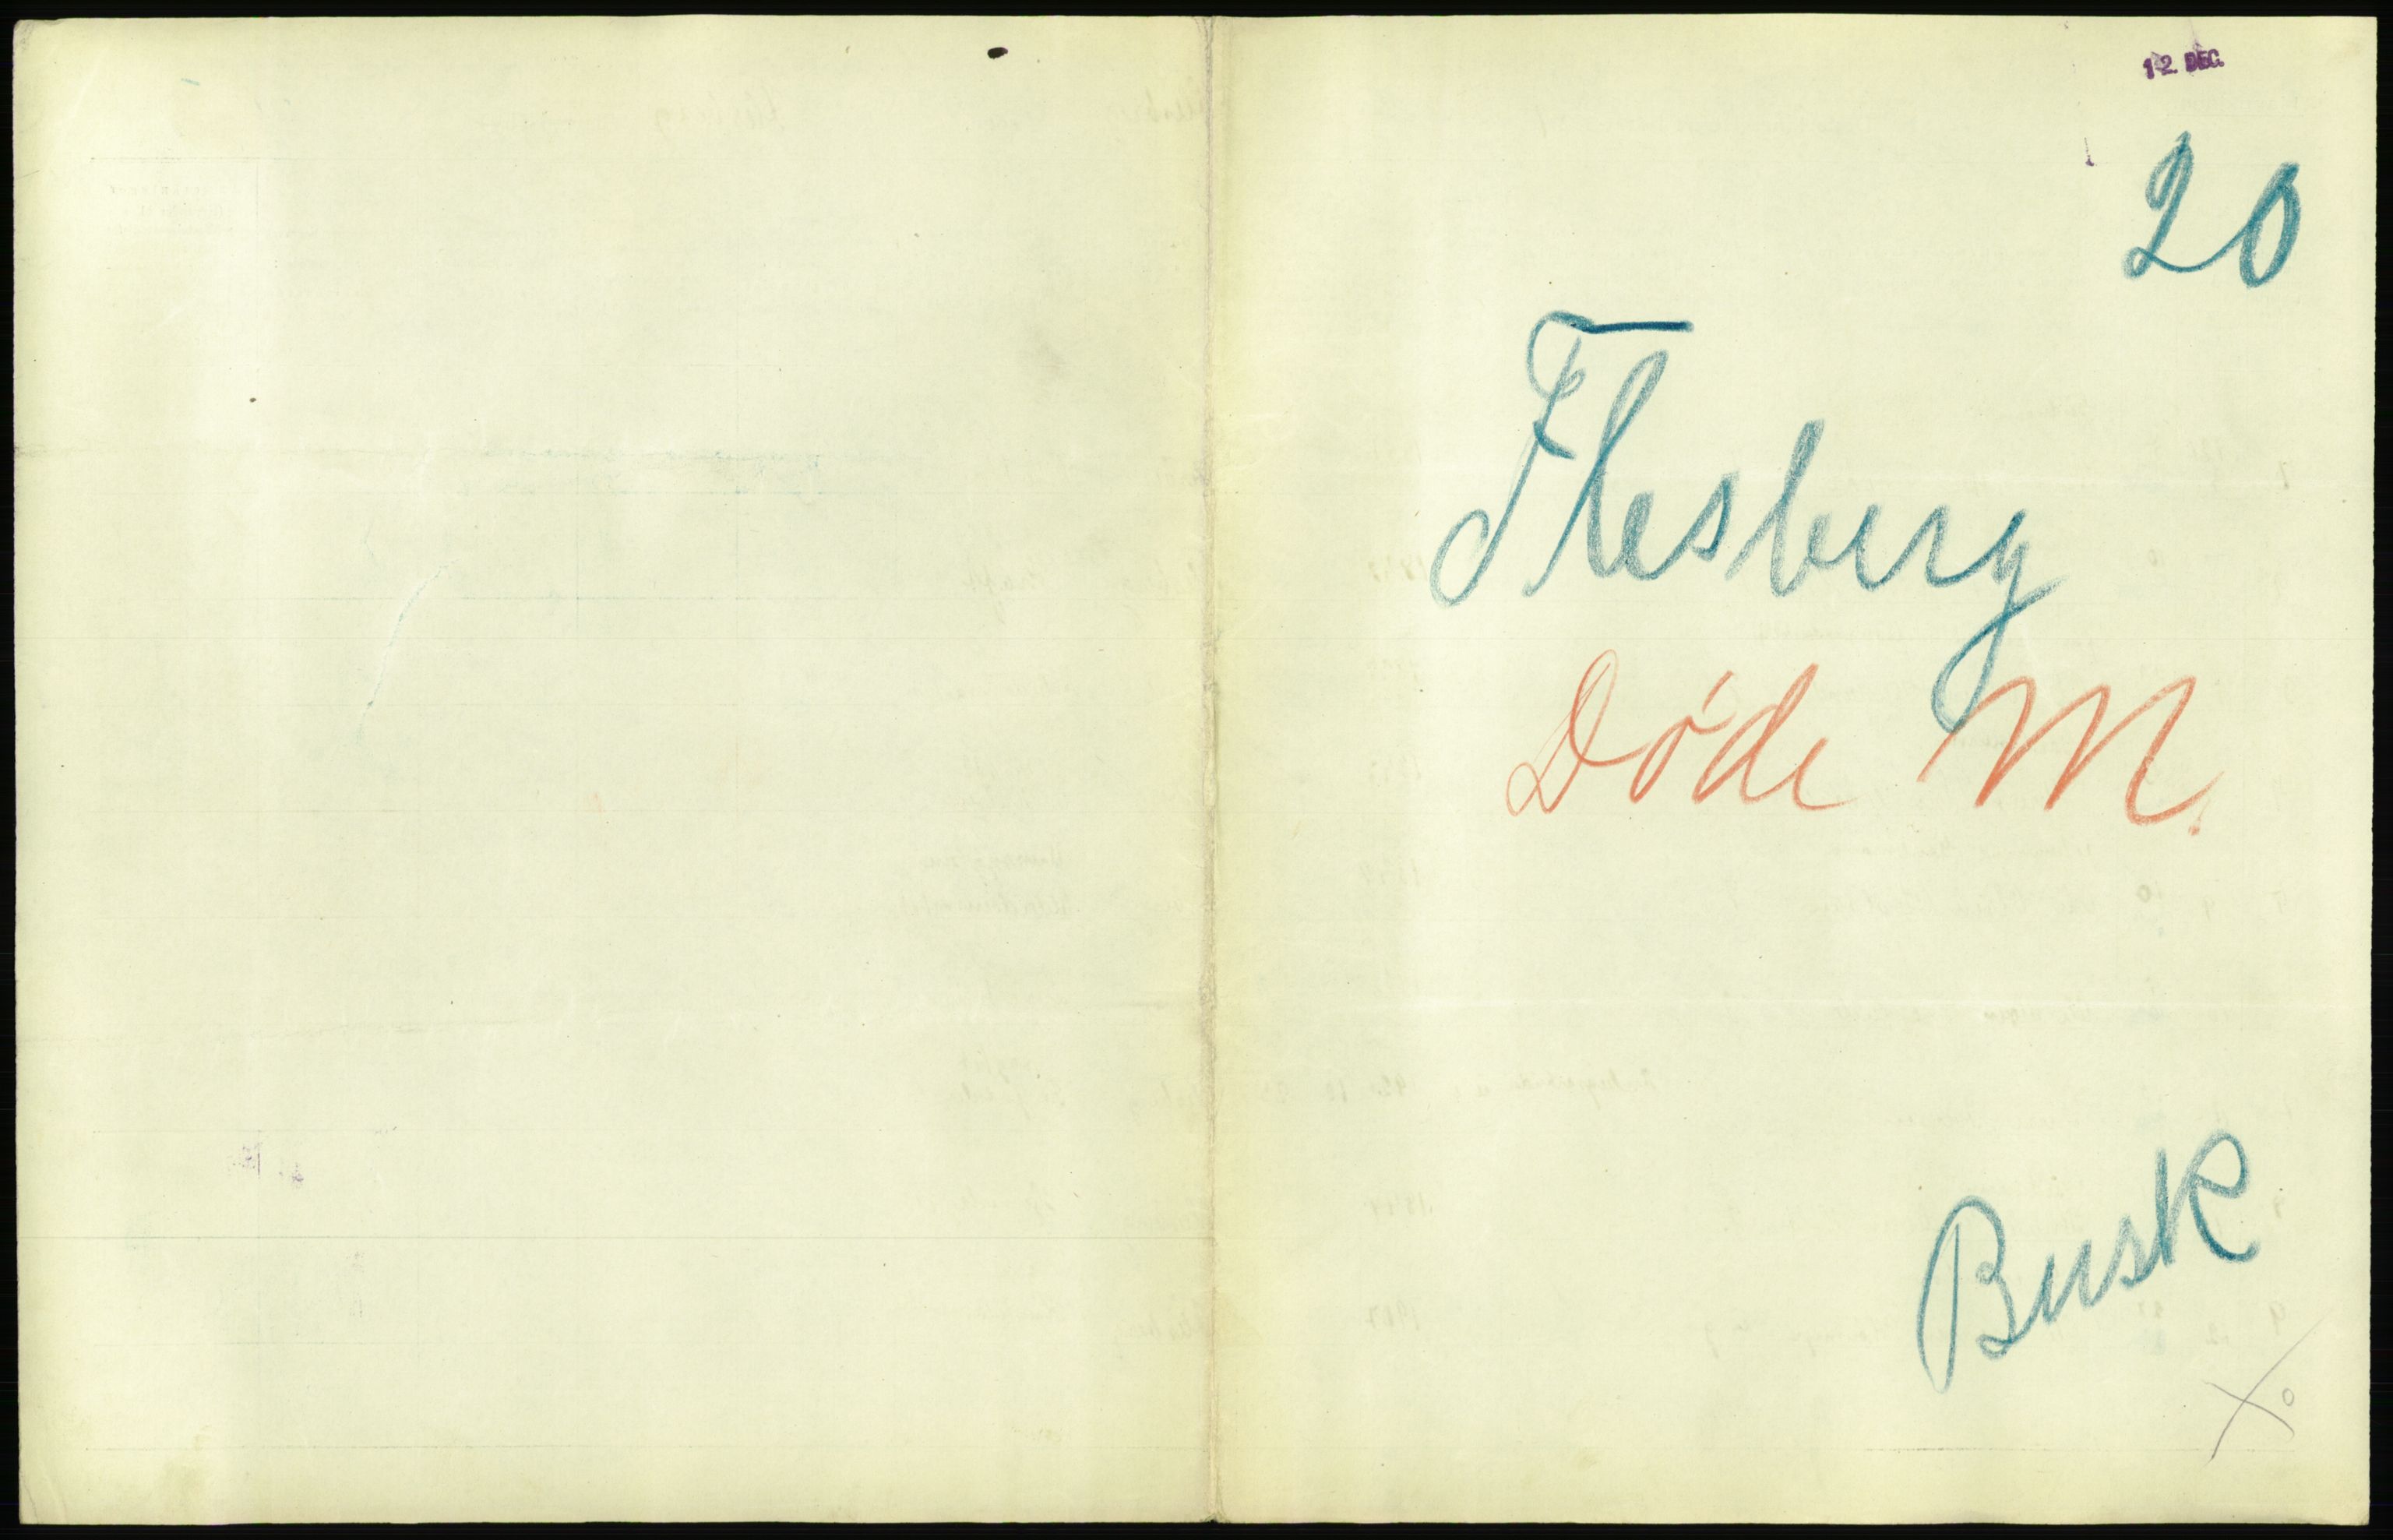 12 DEC.
20
Flesberg
Døde M.
Busk